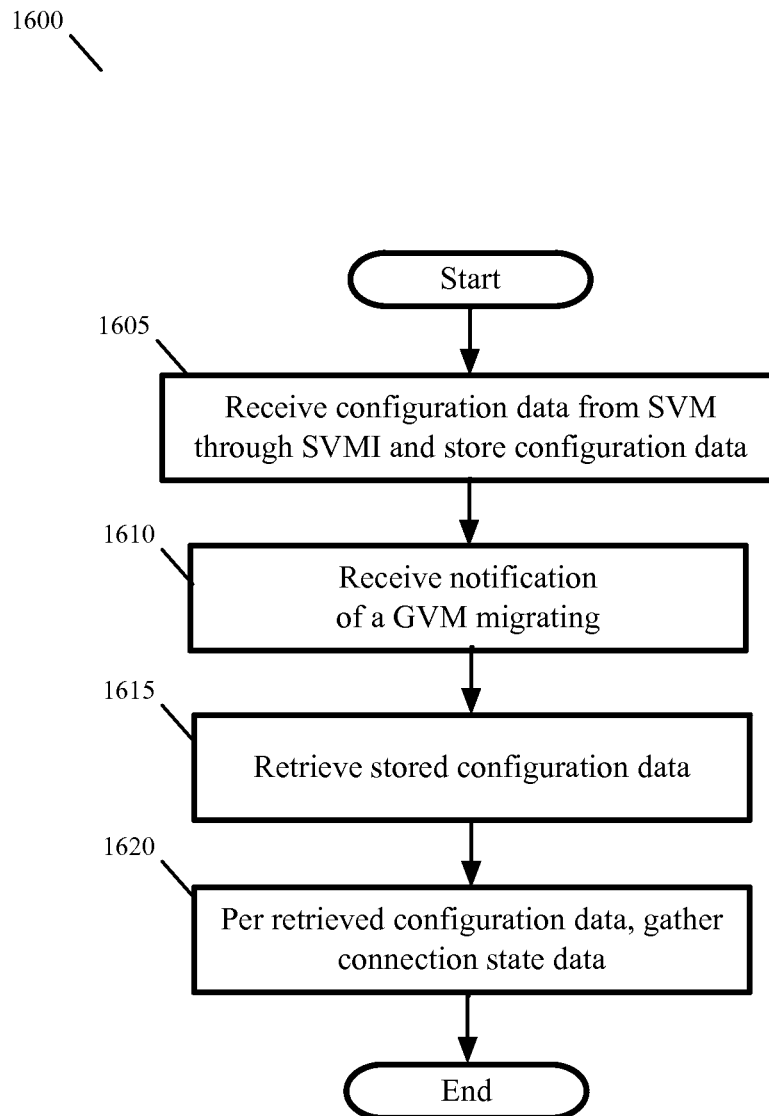 1600
Start
1605
Receive configuration data from SVM
through SVMI and store configuration data
1610
Receive notification
of a GVM migrating
1615
Retrieve stored configuration data
1620
Per retrieved configuration data, gather
connection state data
End